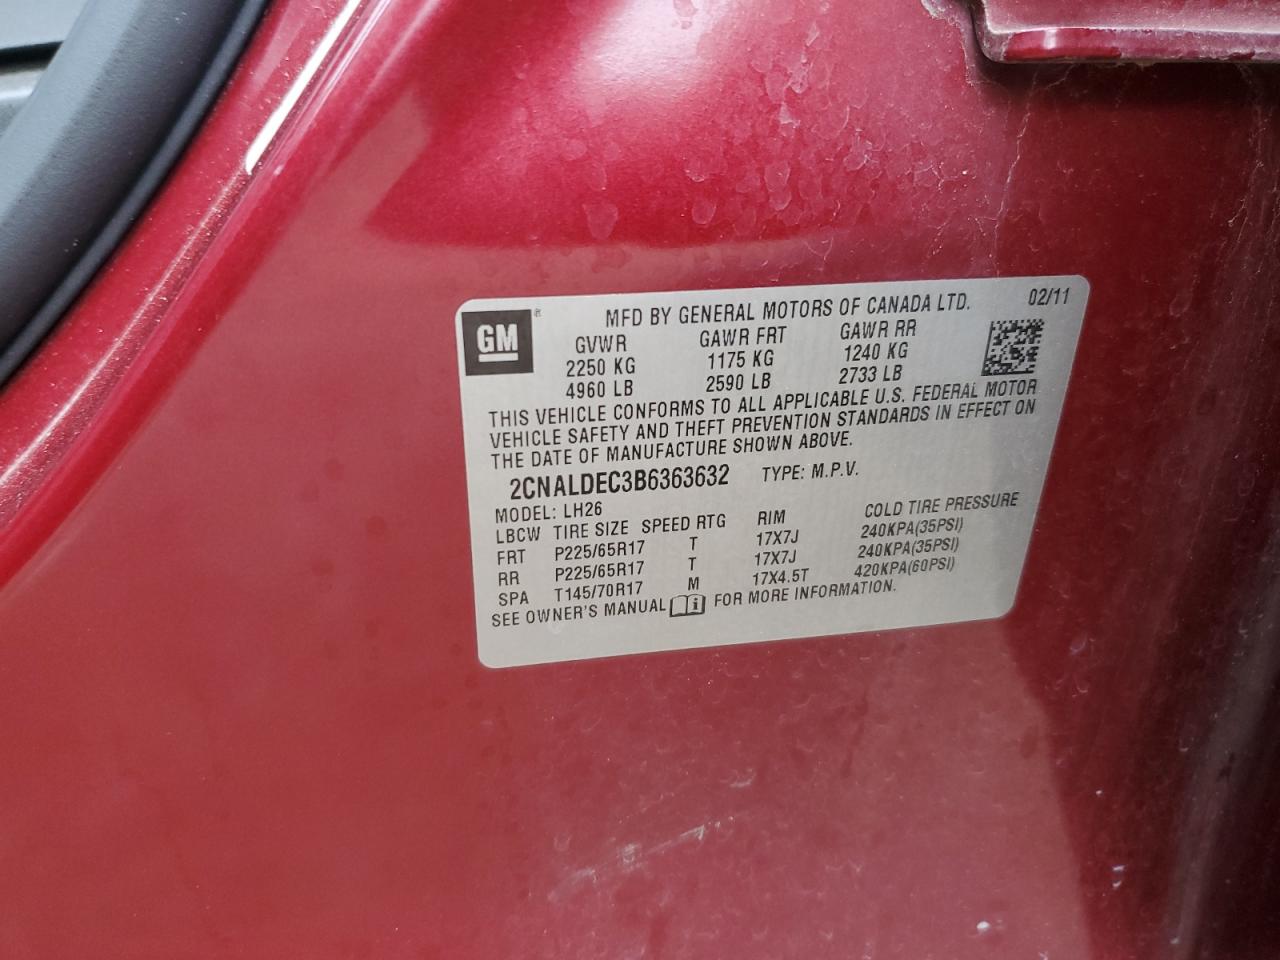 GM ®
MFD BY GENERAL MOTORS OF CANADA LTD. 02/11
GVWR GAWR FRT GAWR RR
2250 KG 1175 KG 1240 KG
4960 LB 2590 LB 2733 LB
THIS VEHICLE CONFORMS TO ALL APPLICABLE U.S. FEDERAL MOTOR
VEHICLE SAFETY AND THEFT PREVENTION STANDARDS IN EFFECT ON
THE DATE OF MANUFACTURE SHOWN ABOVE.
2CNALDEC3B6363632 TYPE: M.P.V.
MODEL: LH26
LBCW TIRE SIZE SPEED RTG RIM COLD TIRE PRESSURE
FRT P225/65R17 T 17X7J 240KPA(35PSI)
RR P225/65R17 T 17X7J 240KPA(35PSI)
SPA T145/70R17 M 17X4.5T 420KPA(60PSI)
SEE OWNER'S MANUAL FOR MORE INFORMATION.